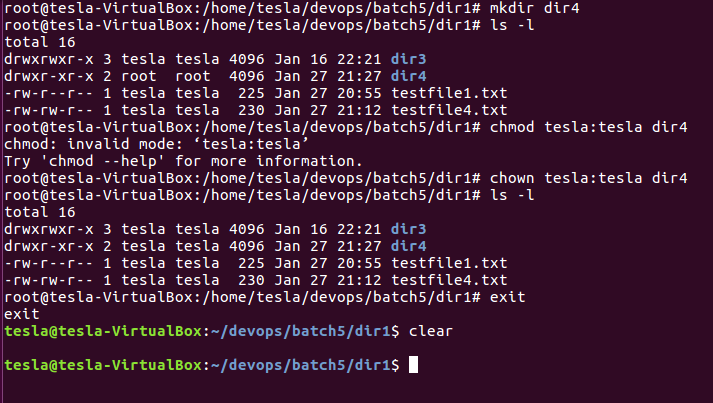 root@tesla-VirtualBox:/home/tesla/devops/batch5/dir1# mkdir dir4
root@tesla-VirtualBox:/home/tesla/devops/batch5/dir1# ls -l
total 16
drwxrwxr-x 3 tesla tesla 4096 Jan 16 22:21 dir3
drwxr-xr-x 2 root  root  4096 Jan 27 21:27 dir4
-rw-r--r-- 1 tesla tesla  225 Jan 27 20:55 testfile1.txt
-rw-rw-r-- 1 tesla tesla  230 Jan 27 21:12 testfile4.txt
root@tesla-VirtualBox:/home/tesla/devops/batch5/dir1# chmod tesla:tesla dir4
chmod: invalid mode: ‘tesla:tesla’
Try 'chmod --help' for more information.
root@tesla-VirtualBox:/home/tesla/devops/batch5/dir1# chown tesla:tesla dir4
root@tesla-VirtualBox:/home/tesla/devops/batch5/dir1# ls -l
total 16
drwxrwxr-x 3 tesla tesla 4096 Jan 16 22:21 dir3
drwxr-xr-x 2 tesla tesla 4096 Jan 27 21:27 dir4
-rw-r--r-- 1 tesla tesla  225 Jan 27 20:55 testfile1.txt
-rw-rw-r-- 1 tesla tesla  230 Jan 27 21:12 testfile4.txt
root@tesla-VirtualBox:/home/tesla/devops/batch5/dir1# exit
exit
tesla@tesla-VirtualBox:~/devops/batch5/dir1$ clear
tesla@tesla-VirtualBox:~/devops/batch5/dir1$